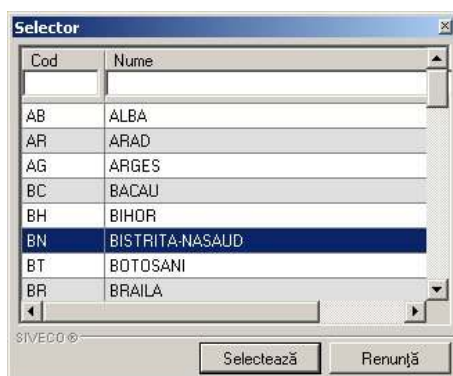 Selector
Cod Nume
AB ALBA
AR ARAD
AG ARGES
BC BACAU
BH BIHOR
BN BISTRITA-NASAUD
BT BOTOSANI
BR BRAILA
SIVECO ®
Selectează Renunţă